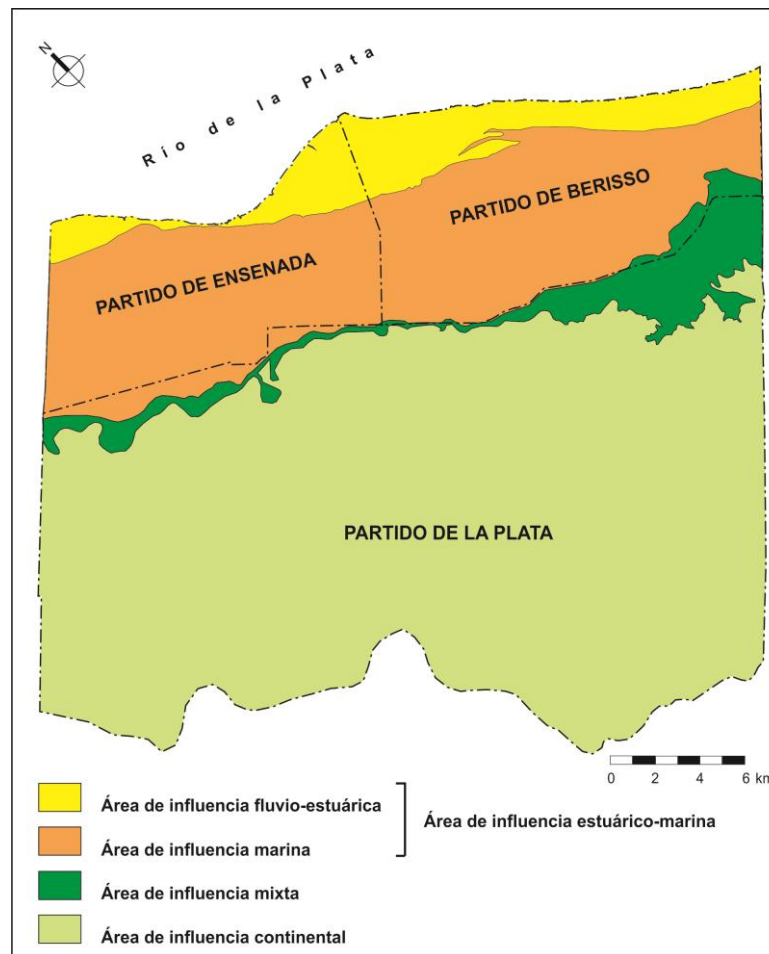 N
Río de la Plata
PARTIDO DE BERISSO
PARTIDO DE ENSENADA
PARTIDO DE LA PLATA
0 2 4 6 km
Área de influencia fluvio-estuárica
Área de influencia estuárico-marina
Área de influencia marina
Área de influencia mixta
Área de influencia continental